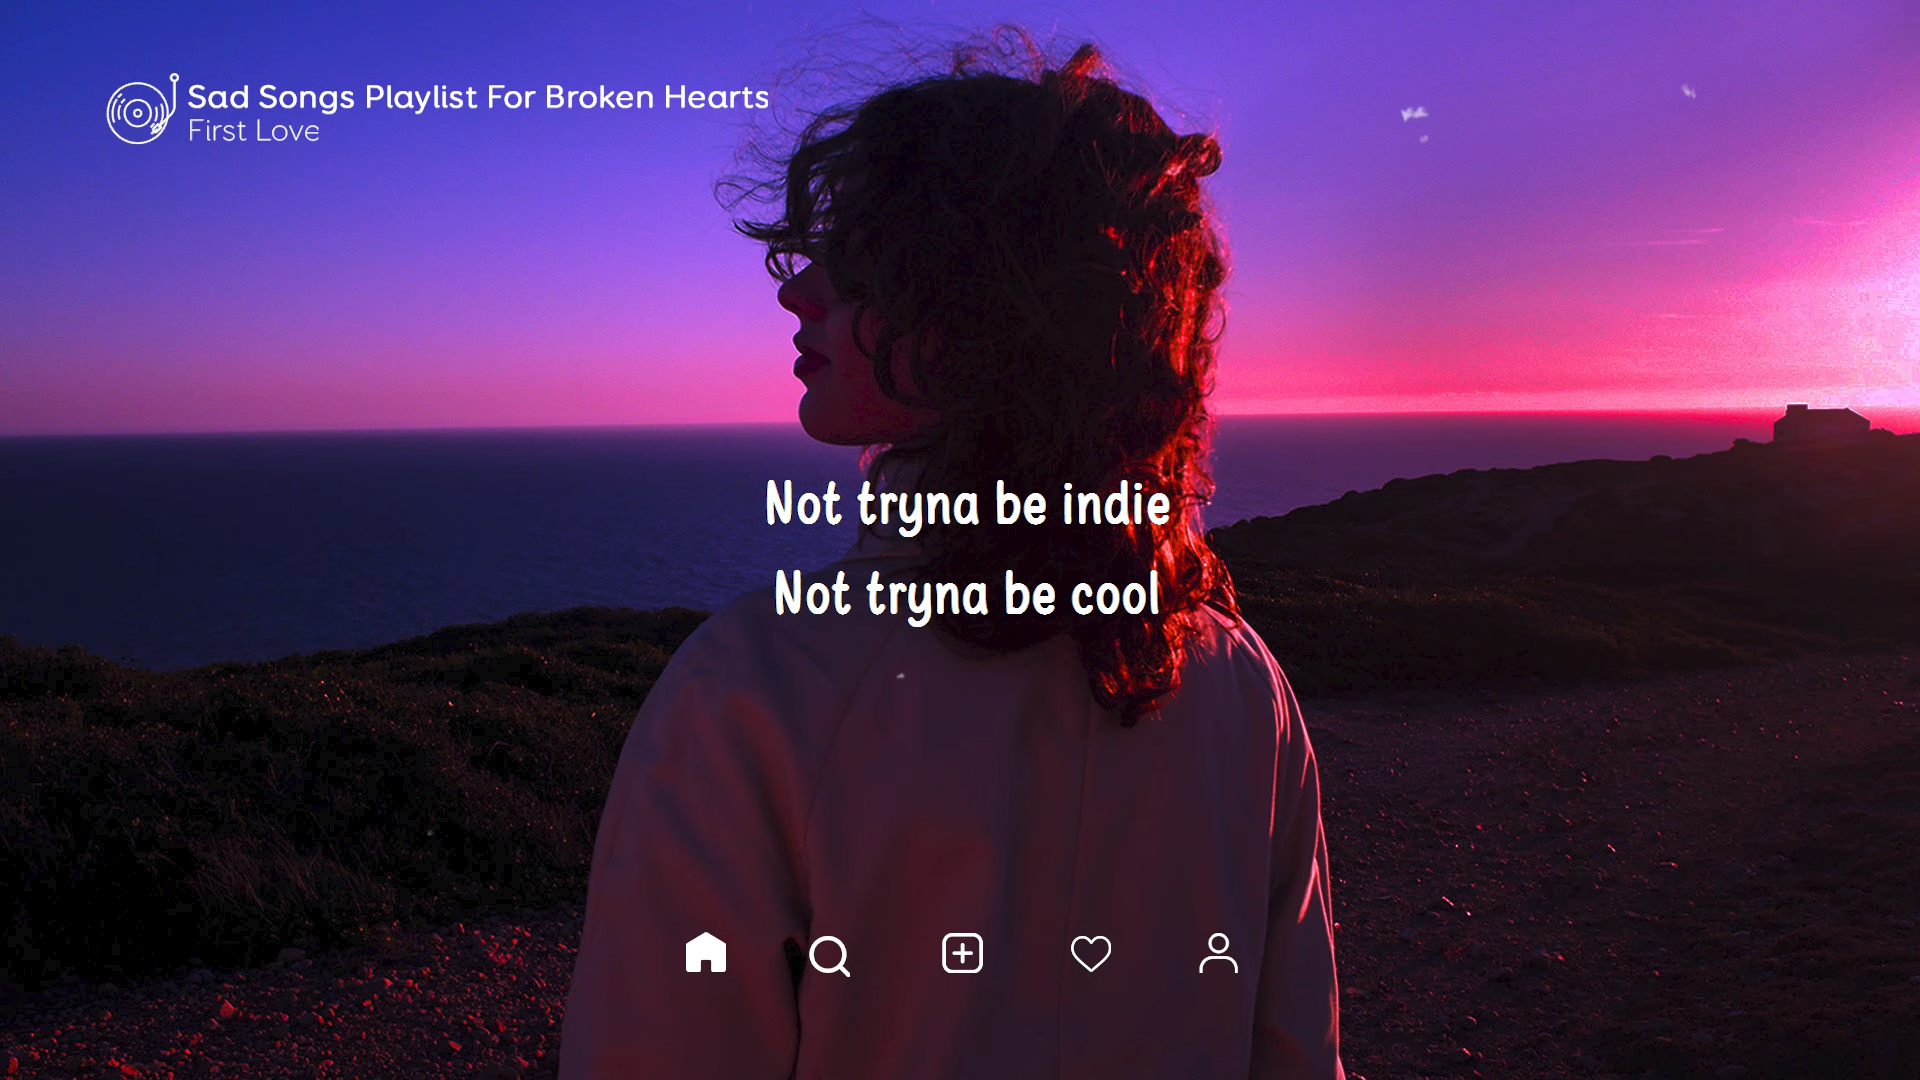 Sad Songs Playlist For Broken Hearts
First Love
Not tryna be indie
Not tryna be cool